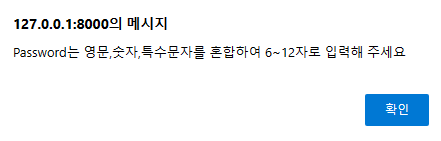 127.0.0.1:8000의 메시지
Password는 영문,숫자,특수문자를 혼합하여 6~12자로 입력해 주세요
확인